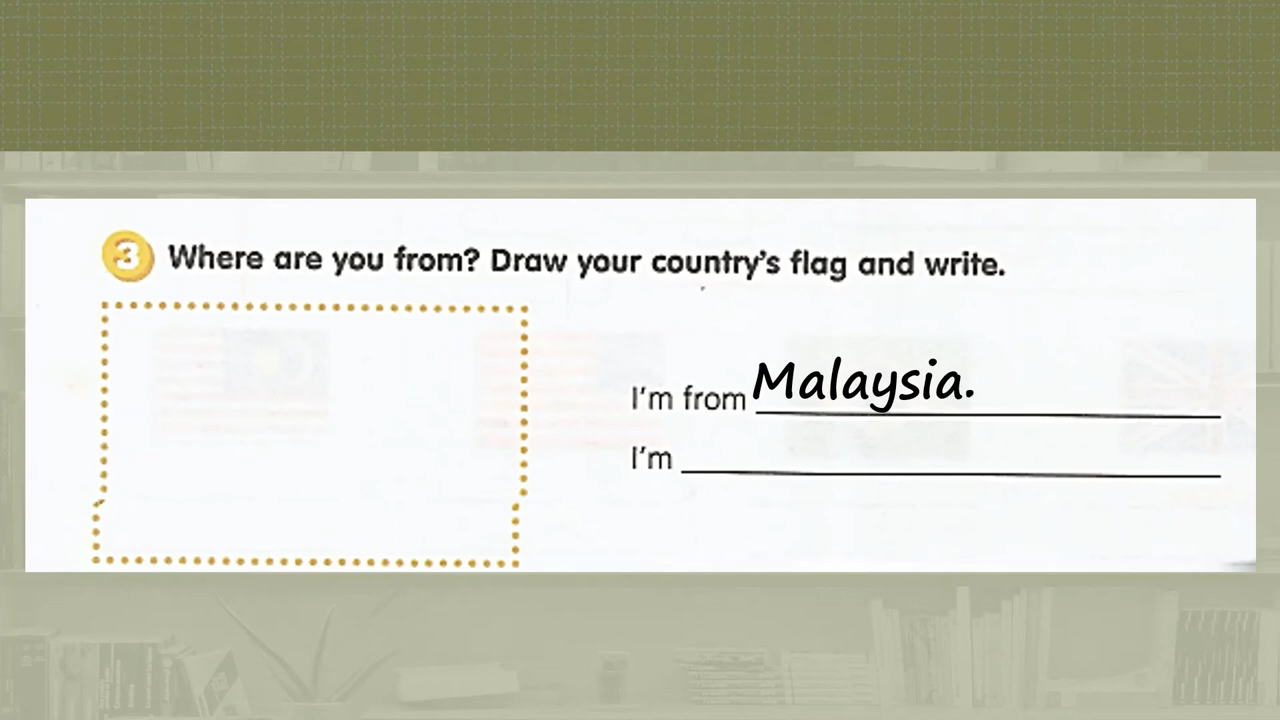 3 Where are you from? Draw your country's flag and write.
I'm from Malaysia.
I'm